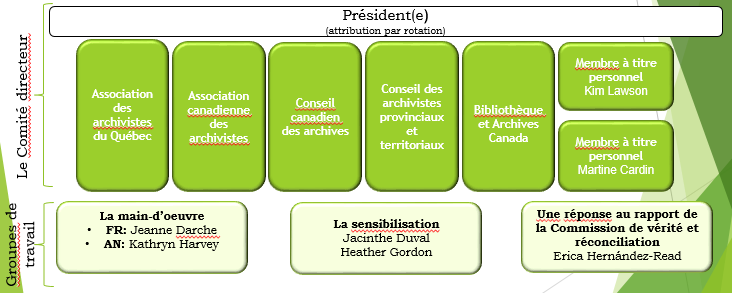 Président(e)
(attribution par rotation)
Le Comité directeur
Association
des
archivistes
du Québec
Association
canadienne
des
archivistes
Conseil
canadien
des archives
Conseil des
archivistes
provinciaux
et
territoriaux
Bibliothèque
et Archives
Canada
Membre à titre
personnel
Kim Lawson
Membre à titre
personnel
Martine Cardin
Groupes de
travail
La main-d'oeuvre
• FR: Jeanne Darche
• AN: Kathryn Harvey
La sensibilisation
Jacinthe Duval
Heather Gordon
Une réponse au rapport de
la Commission de vérité et
réconciliation
Erica Hernández-Read